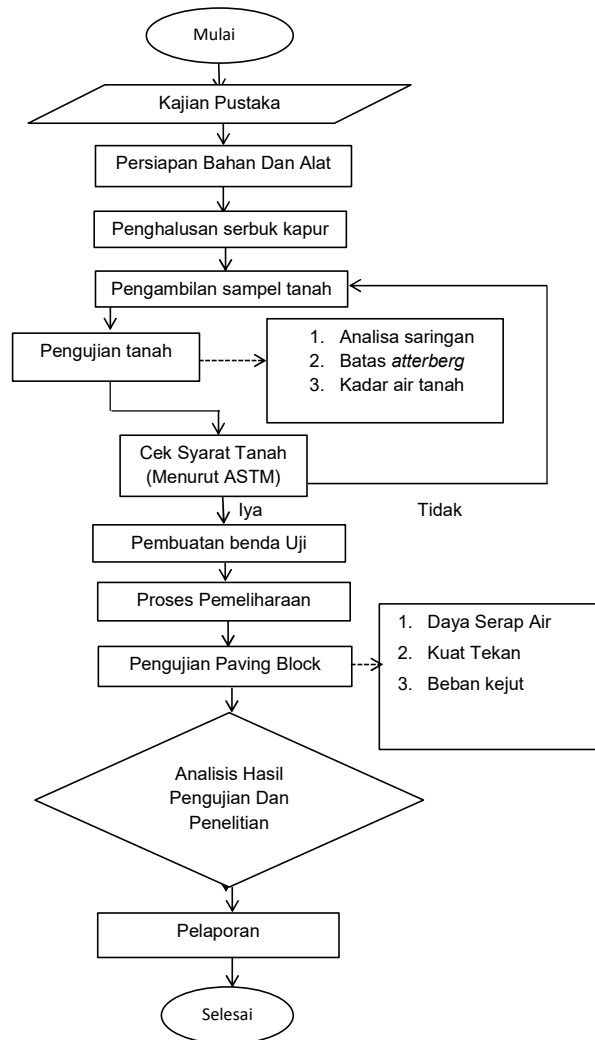 Mulai
Kajian Pustaka
Persiapan Bahan Dan Alat
Penghalusan serbuk kapur
Pengambilan sampel tanah
Pengujian tanah
1. Analisa saringan
2. Batas atterberg
3. Kadar air tanah
Cek Syarat Tanah
(Menurut ASTM)
Iya
Tidak
Pembuatan benda Uji
Proses Pemeliharaan
Pengujian Paving Block
1. Daya Serap Air
2. Kuat Tekan
3. Beban kejut
Analisis Hasil
Pengujian Dan
Penelitian
Pelaporan
Selesai